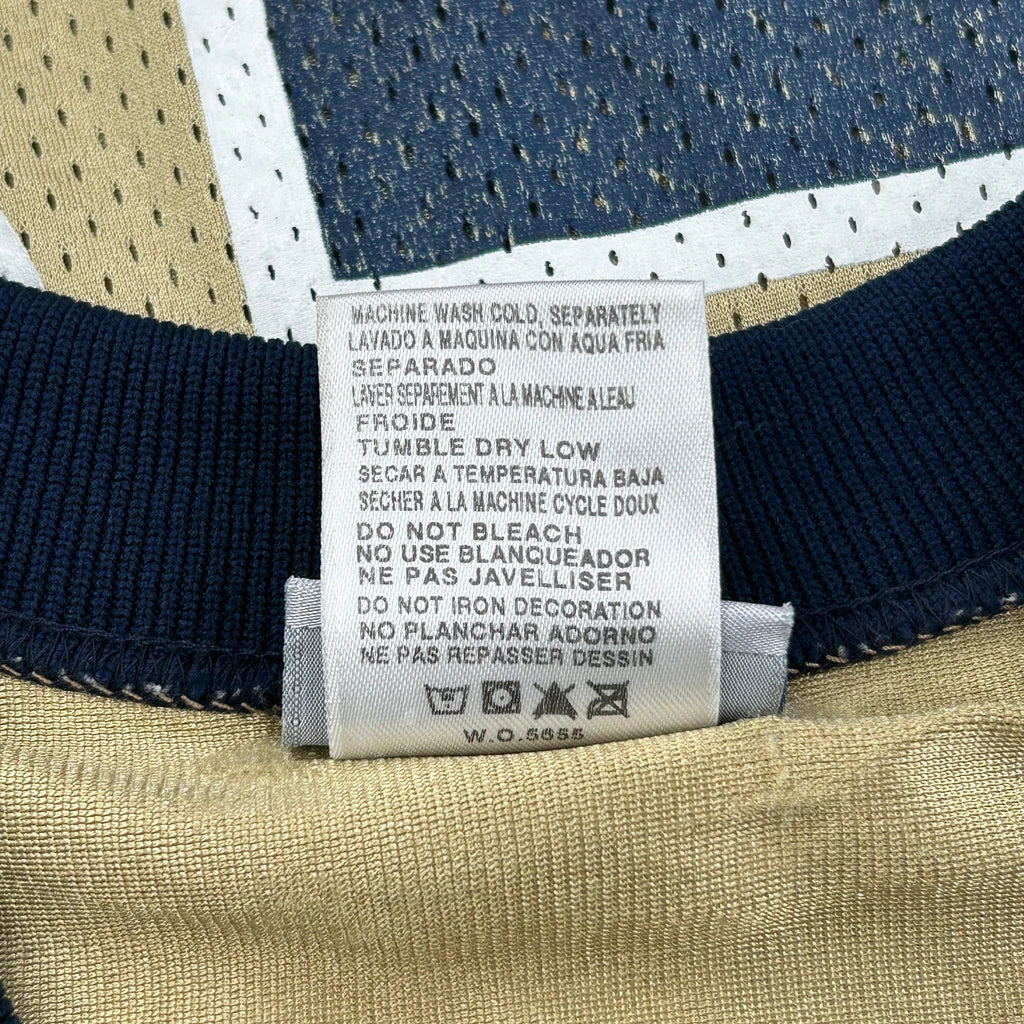 MACHINE WASH COLD, SEPARATELY
LAVADO A MAQUINA CON AQUA FRIA
SEPARADO
LAVER SEPAREMENT A LA MACHINE A LEAU
FROIDE
TUMBLE DRY LOW
SECAR A TEMPERATURA BAJA
SECHER A LA MACHINE CYCLE DOUX
DO NOT BLEACH
NO USE BLANQUEADOR
NE PAS JAVELLISER
DO NOT IRON DECORATION
NO PLANCHAR ADORNO
NE PAS REPASSER DESSIN
W.O.5655